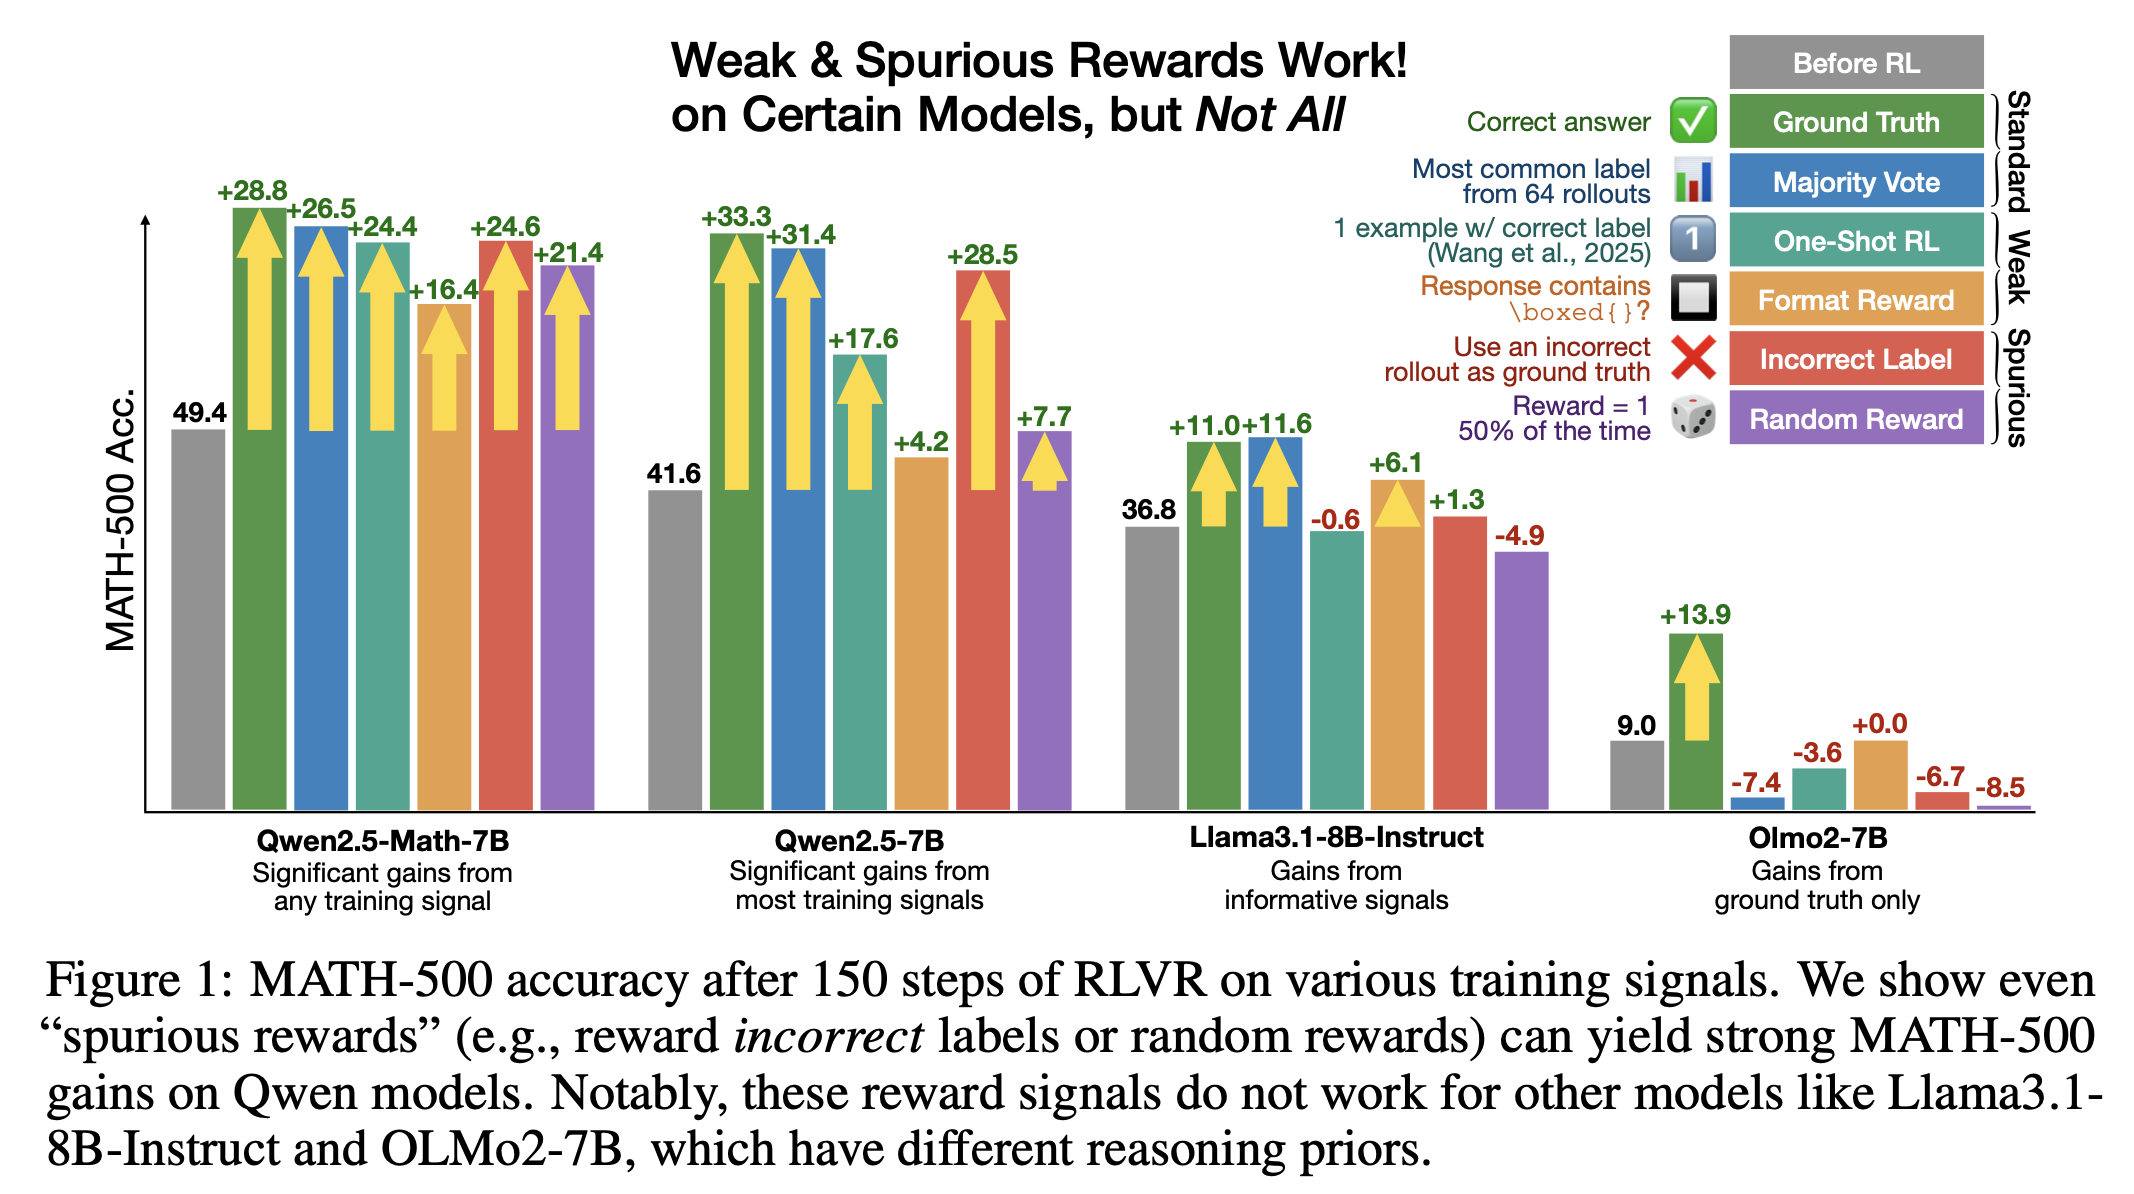 Weak & Spurious Rewards Work!
on Certain Models, but Not All
Before RL
Correct answer
Ground Truth
Most common label
from 64 rollouts
Majority Vote
1 example w/ correct label
(Wang et al., 2025)
1
One-Shot RL
Response contains
\boxed{}?
Format Reward
Use an incorrect
rollout as ground truth
Incorrect Label
Reward = 1
50% of the time
Random Reward
Standard
Weak
Spurious
MATH-500 Acc.
49.4
+28.8
+26.5
+24.4
+16.4
+24.6
+21.4
41.6
+33.3
+31.4
+17.6
+4.2
+28.5
+7.7
36.8
+11.0
+11.6
-0.6
+6.1
+1.3
-4.9
9.0
+13.9
-7.4
-3.6
+0.0
-6.7
-8.5
Qwen2.5-Math-7B
Significant gains from
any training signal
Qwen2.5-7B
Significant gains from
most training signals
Llama3.1-8B-Instruct
Gains from
informative signals
Olmo2-7B
Gains from
ground truth only
Figure 1: MATH-500 accuracy after 150 steps of RLVR on various training signals. We show even
“spurious rewards” (e.g., reward incorrect labels or random rewards) can yield strong MATH-500
gains on Qwen models. Notably, these reward signals do not work for other models like Llama3.1-
8B-Instruct and OLMo2-7B, which have different reasoning priors.